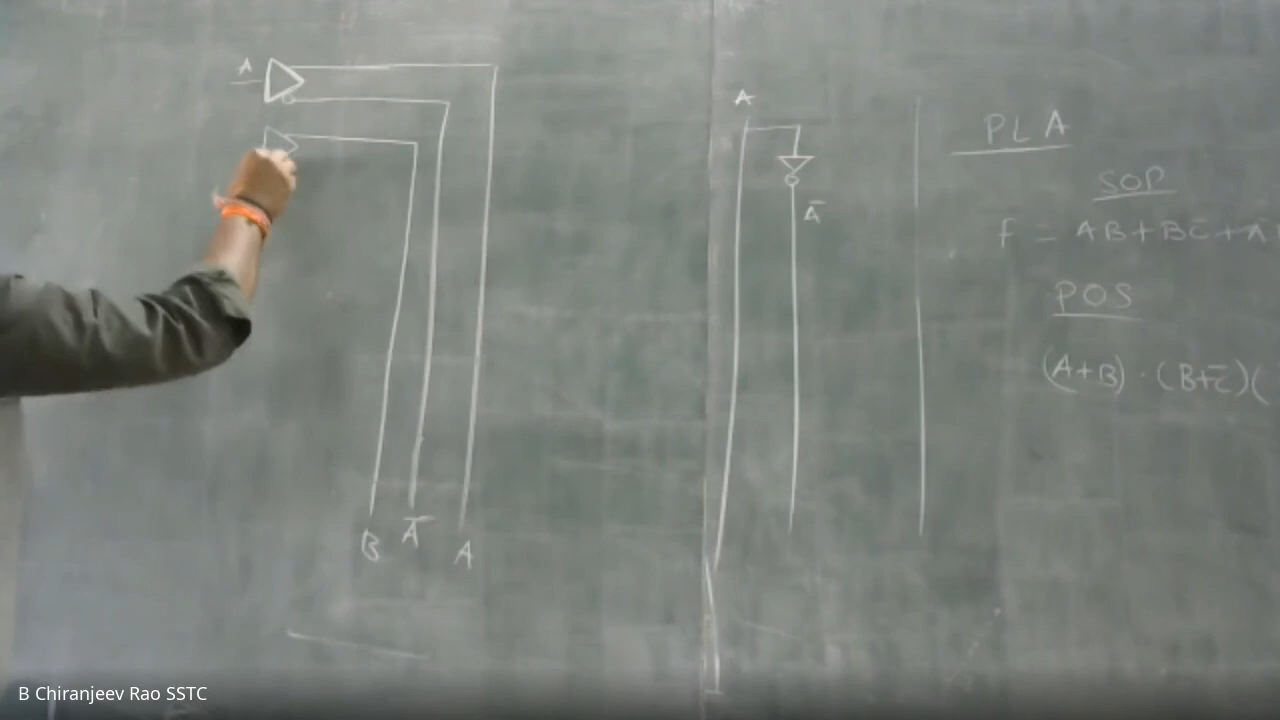 A
B Ā A
A
Ā
PLA
SOP
f = AB+BC̄+A
POS
(A+B) · (B+C̄)(
B Chiranjeev Rao SSTC